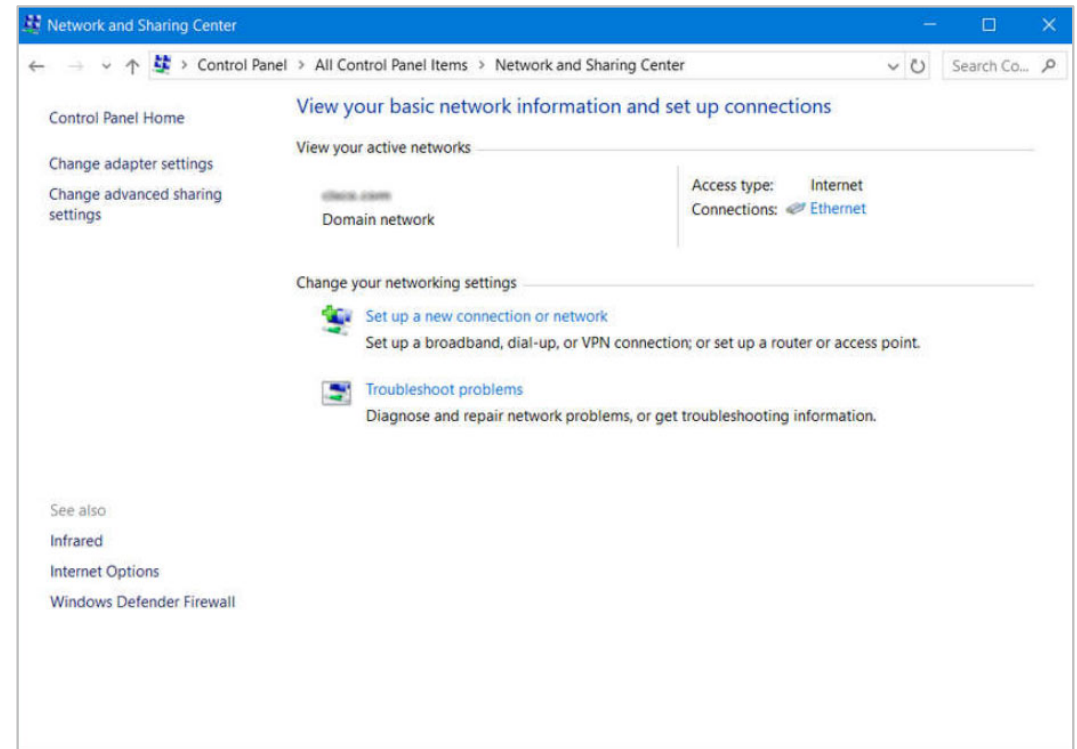 Network and Sharing Center
Control Panel > All Control Panel Items > Network and Sharing Center
Search Co...
Control Panel Home
Change adapter settings
Change advanced sharing
settings
View your basic network information and set up connections
View your active networks
Domain network
Access type: Internet
Connections: Ethernet
Change your networking settings
Set up a new connection or network
Set up a broadband, dial-up, or VPN connection; or set up a router or access point.
Troubleshoot problems
Diagnose and repair network problems, or get troubleshooting information.
See also
Infrared
Internet Options
Windows Defender Firewall